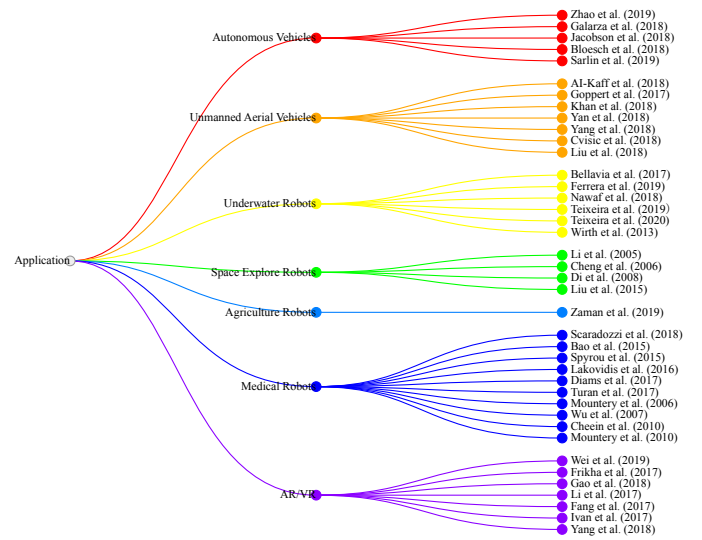 Application
Autonomous Vehicles
Zhao et al. (2019)
Galarza et al. (2018)
Jacobson et al. (2018)
Bloesch et al. (2018)
Sarlin et al. (2019)
Unmanned Aerial Vehicles
AI-Kaff et al. (2018)
Goppert et al. (2017)
Khan et al. (2018)
Yan et al. (2018)
Yang et al. (2018)
Cvisic et al. (2018)
Liu et al. (2018)
Underwater Robots
Bellavia et al. (2017)
Ferrera et al. (2019)
Nawaf et al. (2018)
Teixeira et al. (2019)
Teixeira et al. (2020)
Wirth et al. (2013)
Space Explore Robots
Li et al. (2005)
Cheng et al. (2006)
Di et al. (2008)
Liu et al. (2015)
Agriculture Robots
Zaman et al. (2019)
Medical Robots
Scaradozzi et al. (2018)
Bao et al. (2015)
Spyrou et al. (2015)
Lakovidis et al. (2016)
Diams et al. (2017)
Turan et al. (2017)
Mountery et al. (2006)
Wu et al. (2007)
Cheein et al. (2010)
Mountery et al. (2010)
AR/VR
Wei et al. (2019)
Frikha et al. (2017)
Gao et al. (2018)
Li et al. (2017)
Fang et al. (2017)
Ivan et al. (2017)
Yang et al. (2018)